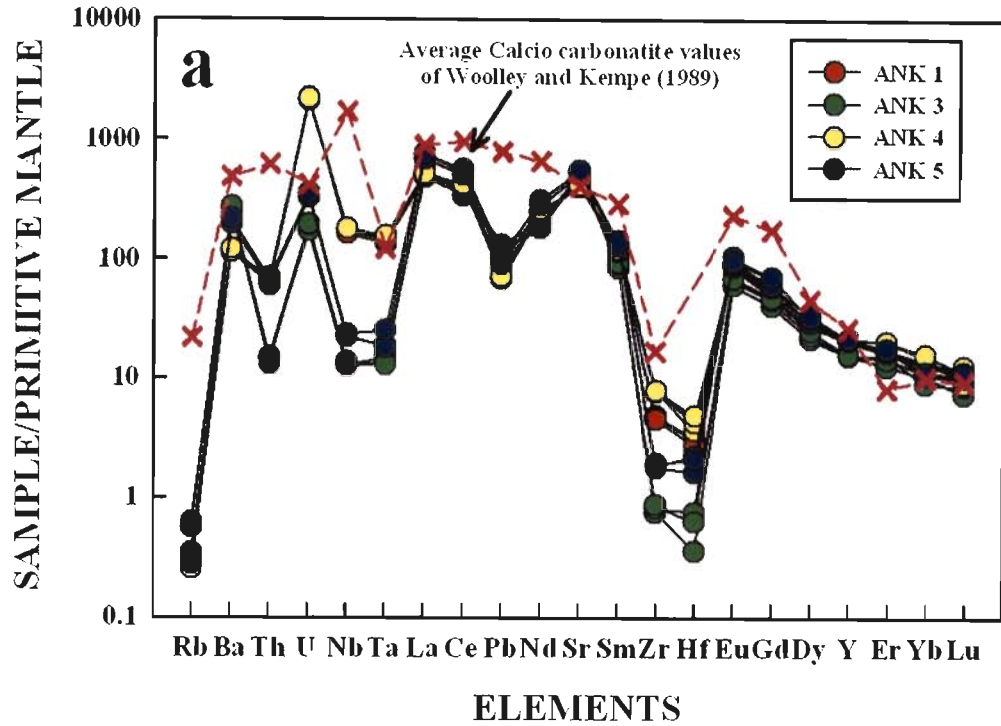 10000
1000
100
10
1
0.1
SAMPLE/PRIMITIVE MANTLE
a
Average Calcio carbonatite values
of Woolley and Kempe (1989)
ANK 1
ANK 3
ANK 4
ANK 5
Rb Ba Th U Nb Ta La Ce Pb Nd Sr Sm Zr Hf Eu Gd Dy Y Er Yb Lu
ELEMENTS